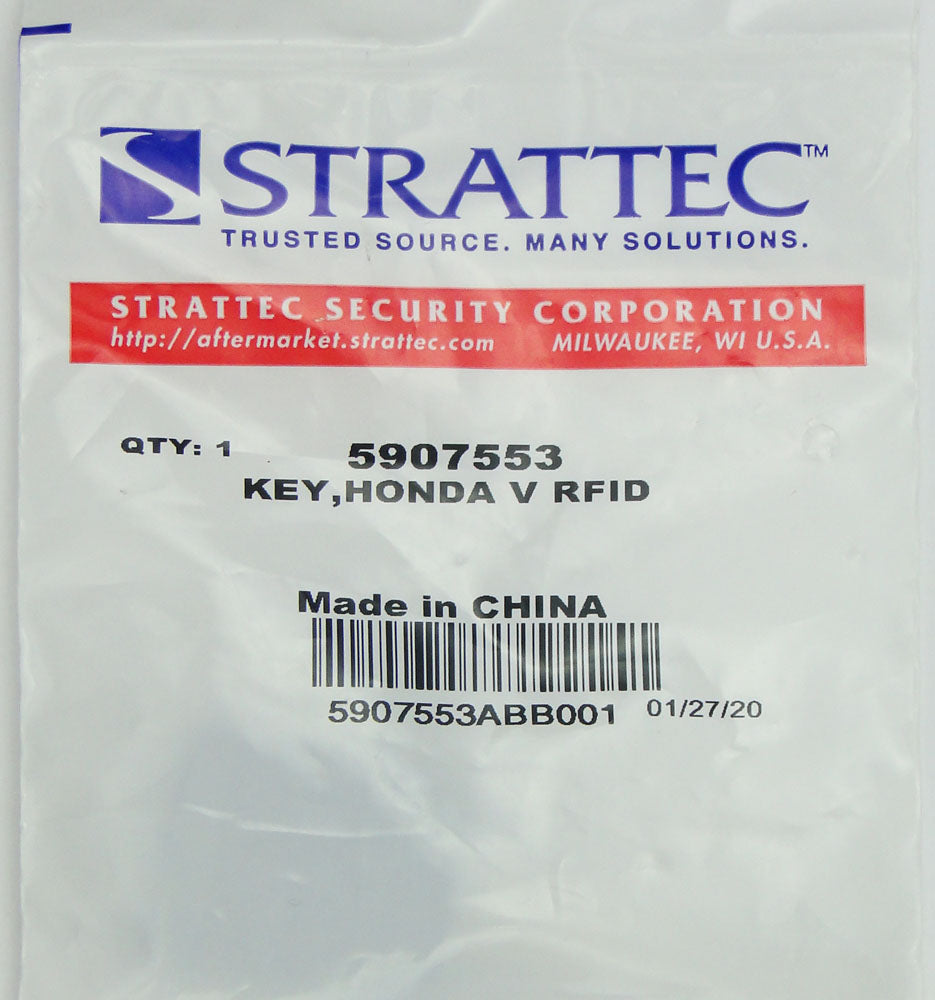 STRATTEC™
TRUSTED SOURCE. MANY SOLUTIONS.
STRATTEC SECURITY CORPORATION
http://aftermarket.strattec.com MILWAUKEE, WI U.S.A.
QTY: 1 5907553
KEY,HONDA V RFID
Made in CHINA
5907553ABB001 01/27/20